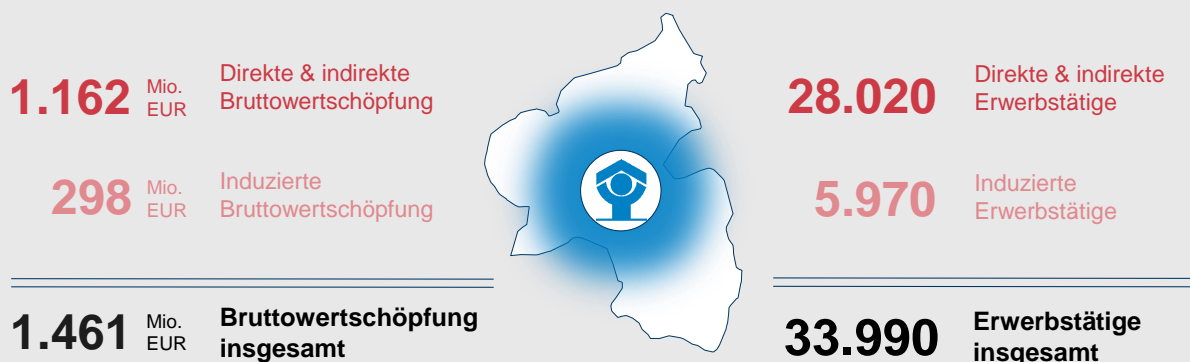 1.162 Mio. EUR
Direkte & indirekte
Bruttowertschöpfung
298 Mio. EUR
Induzierte
Bruttowertschöpfung
1.461 Mio. EUR
Bruttowertschöpfung
insgesamt
28.020
Direkte & indirekte
Erwerbstätige
5.970
Induzierte
Erwerbstätige
33.990
Erwerbstätige
insgesamt